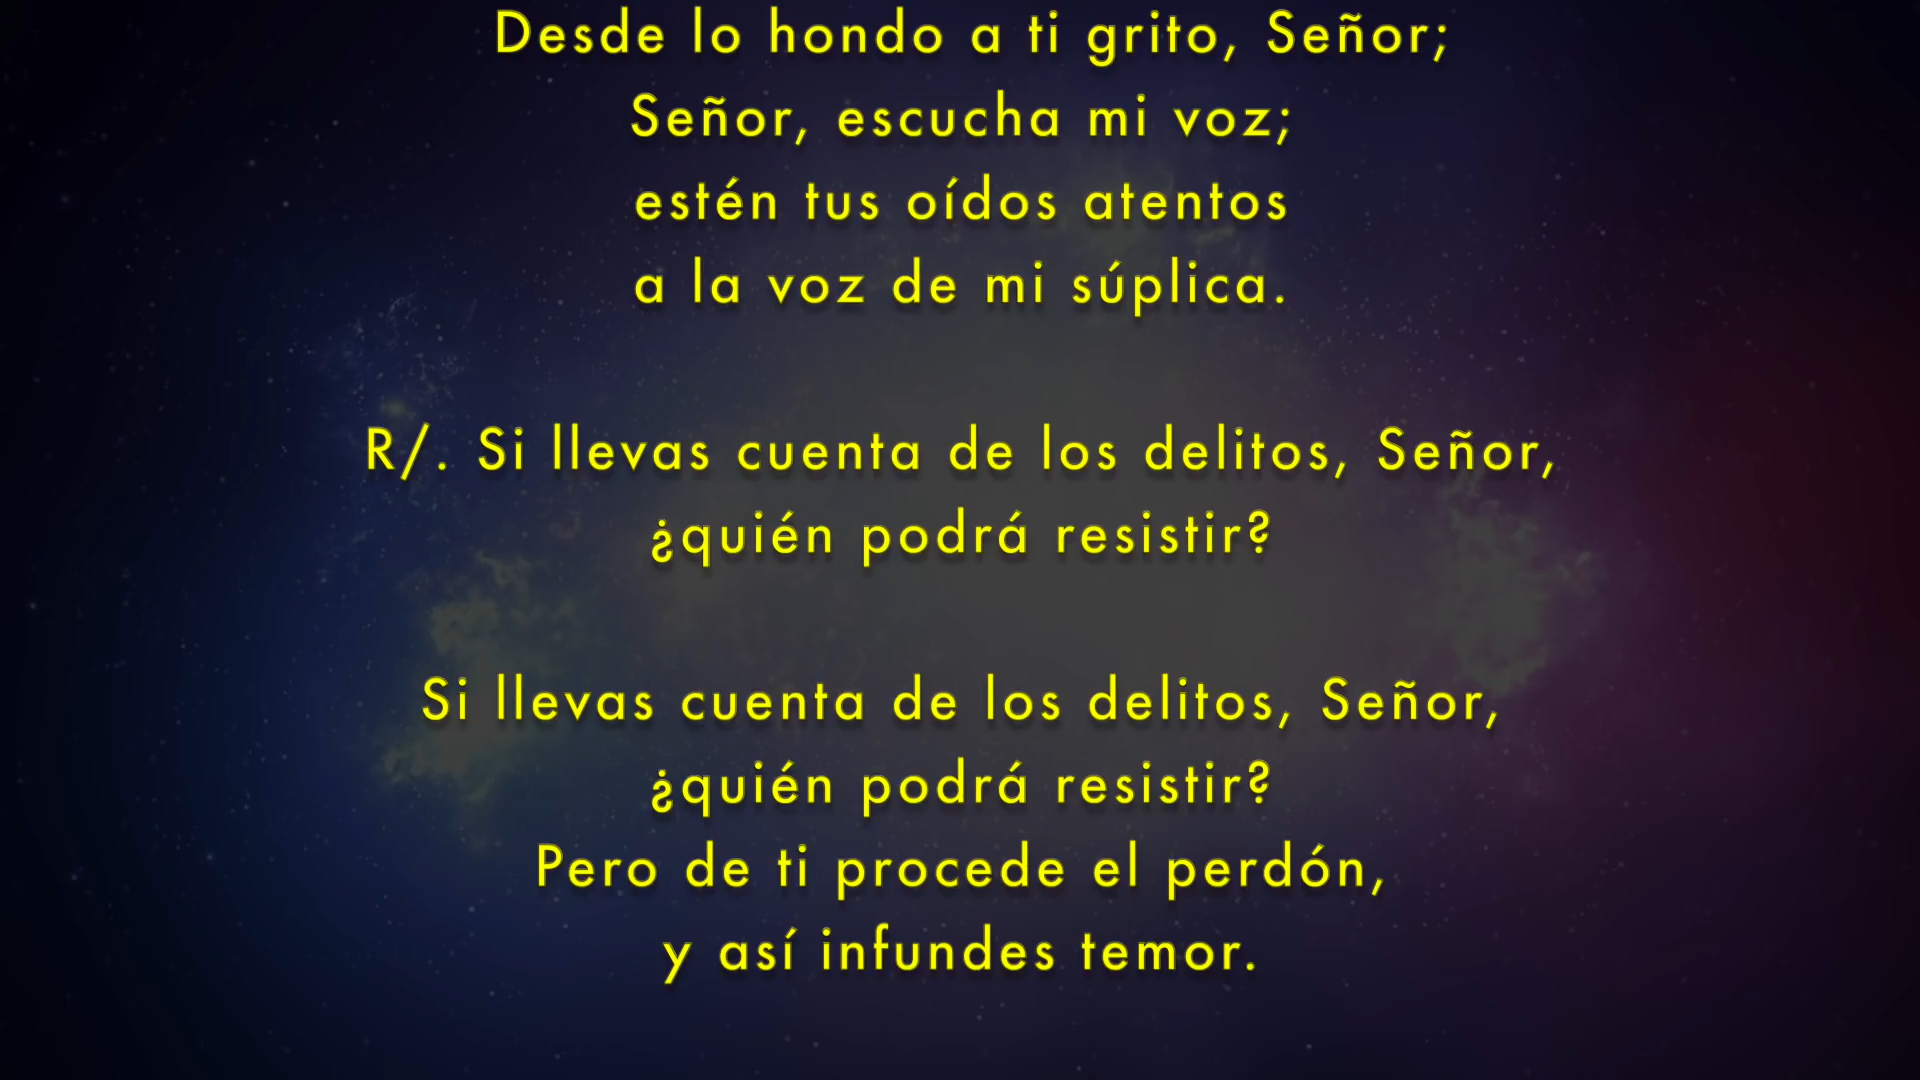 Desde lo hondo a ti grito, Señor;
Señor, escucha mi voz;
estén tus oídos atentos
a la voz de mi súplica.
R/. Si llevas cuenta de los delitos, Señor,
¿quién podrá resistir?
Si llevas cuenta de los delitos, Señor,
¿quién podrá resistir?
Pero de ti procede el perdón,
y así infundes temor.